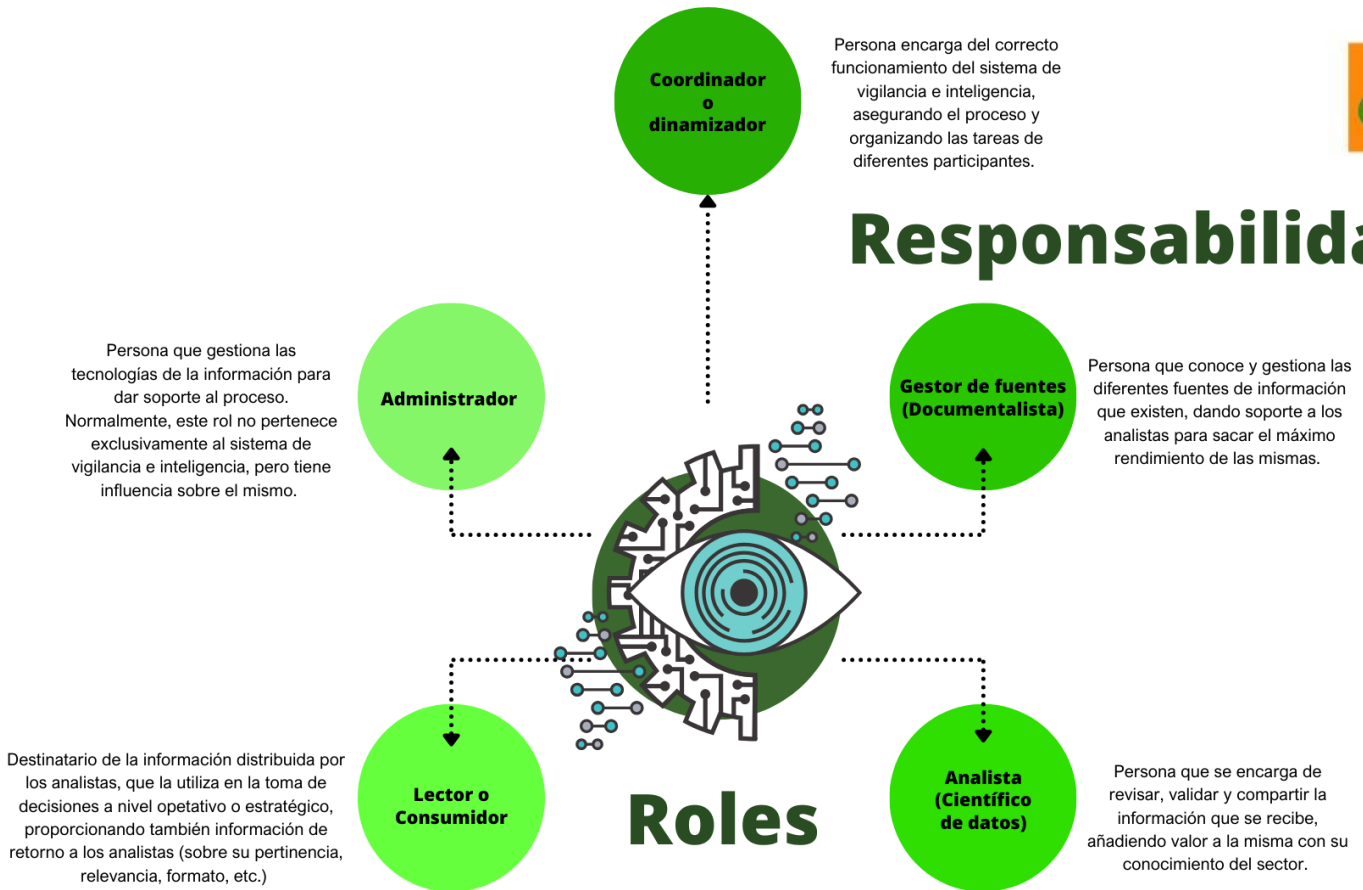 Coordinador
o
dinamizador
Persona encarga del correcto
funcionamiento del sistema de
vigilancia e inteligencia,
asegurando el proceso y
organizando las tareas de
diferentes participantes.
Responsabilida
Persona que gestiona las
tecnologías de la información para
dar soporte al proceso.
Normalmente, este rol no pertenece
exclusivamente al sistema de
vigilancia e inteligencia, pero tiene
influencia sobre el mismo.
Administrador
Gestor de fuentes
(Documentalista)
Persona que conoce y gestiona las
diferentes fuentes de información
que existen, dando soporte a los
analistas para sacar el máximo
rendimiento de las mismas.
Destinatario de la información distribuida por
los analistas, que la utiliza en la toma de
decisiones a nivel opetativo o estratégico,
proporcionando también información de
retorno a los analistas (sobre su pertinencia,
relevancia, formato, etc.)
Lector o
Consumidor
Roles
Analista
(Científico
de datos)
Persona que se encarga de
revisar, validar y compartir la
información que se recibe,
añadiendo valor a la misma con su
conocimiento del sector.